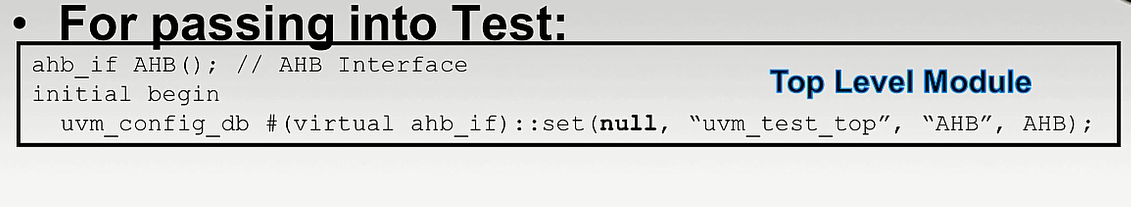 • For passing into Test:
ahb_if AHB(); // AHB Interface
Top Level Module
initial begin
uvm_config_db #(virtual ahb_if)::set(null, “uvm_test_top”, “AHB”, AHB);